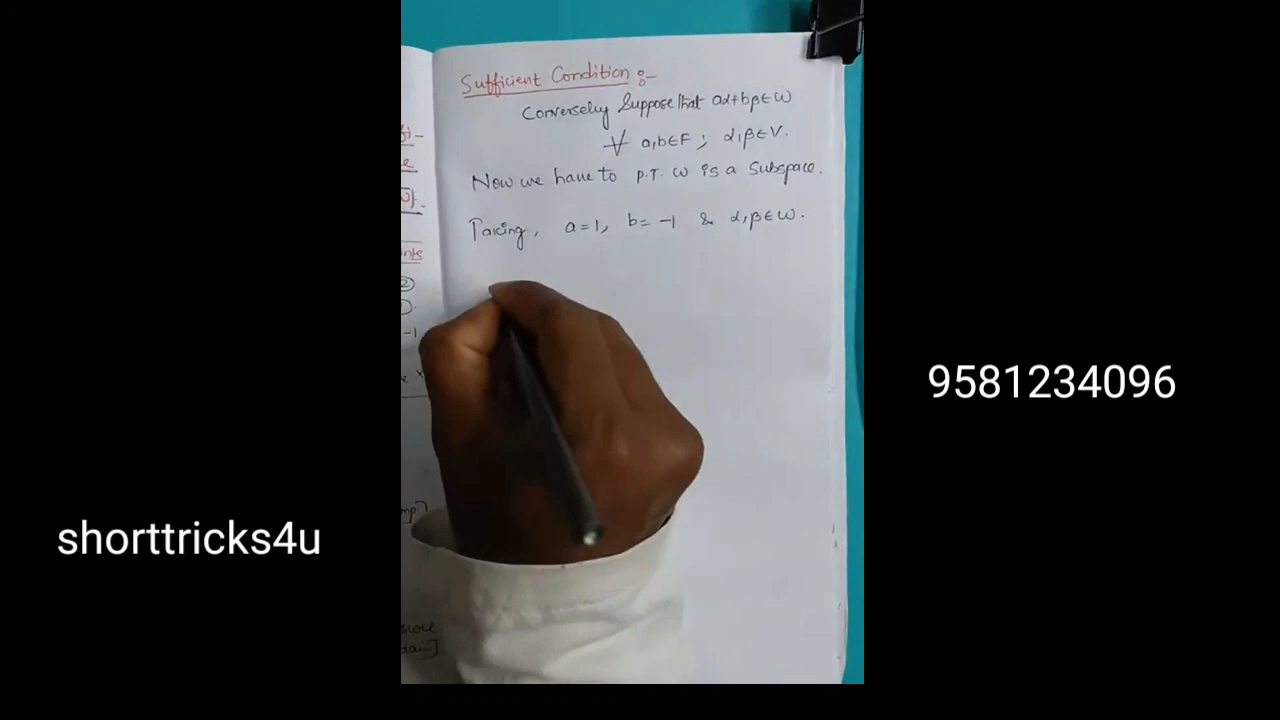 Sufficient Condition :-
Conversely Suppose that aα+bβ∈W
∀ a,b∈F ; α,β∈V.
Now we have to P.T. W is a Subspace.
Taking, a=1, b= -1 & α,β∈W.
9581234096
shorttricks4u